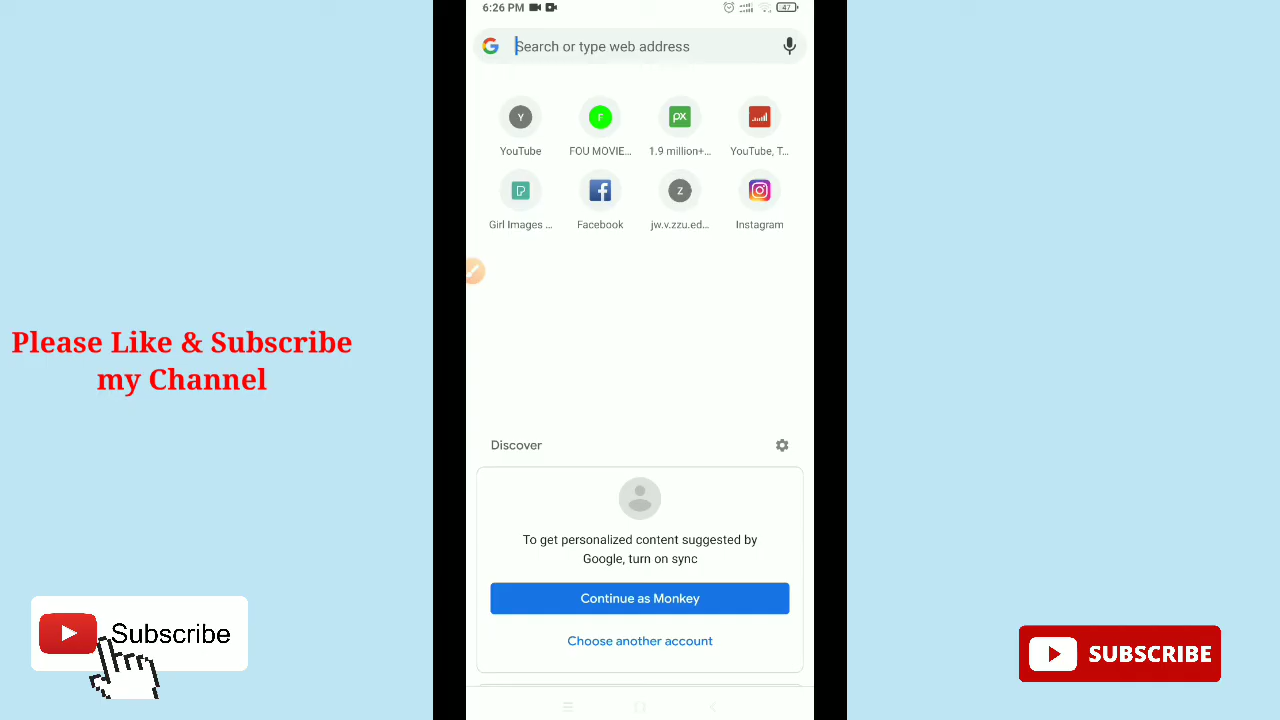 6:26 PM
47
Search or type web address
Y
F
px
YouTube
FOU MOVIE...
1.9 million+...
YouTube, T...
Z
Girl Images ...
Facebook
jw.v.zzu.ed...
Instagram
Please Like & Subscribe
my Channel
Discover
To get personalized content suggested by
Google, turn on sync
Continue as Monkey
Choose another account
Subscribe
SUBSCRIBE